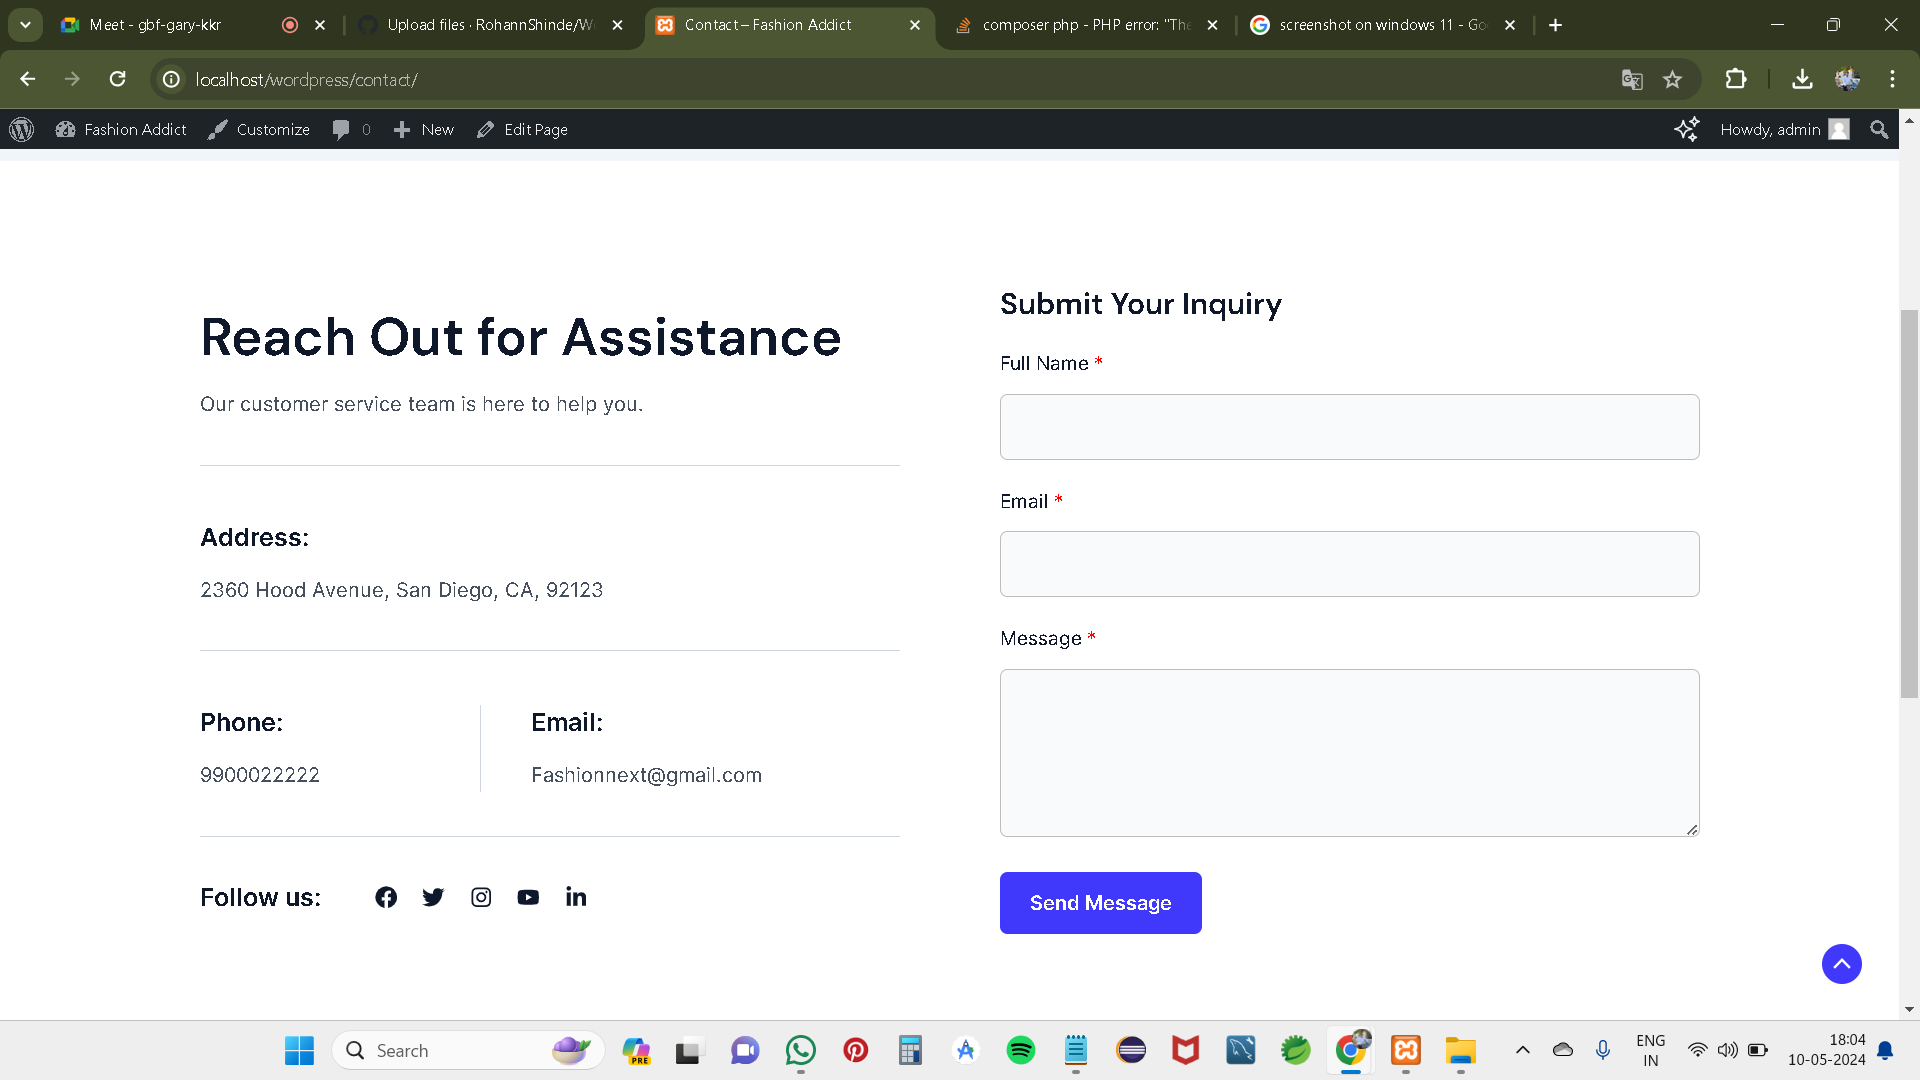 Meet - gbf-gary-kkr
Upload files · RohannShinde/W
Contact – Fashion Addict
composer php - PHP error: "The
screenshot on windows 11 - Go
localhost/wordpress/contact/
Fashion Addict
Customize
0
New
Edit Page
Howdy, admin
Reach Out for Assistance
Our customer service team is here to help you.
Address:
2360 Hood Avenue, San Diego, CA, 92123
Phone:
9900022222
Email:
Fashionnext@gmail.com
Follow us:
Submit Your Inquiry
Full Name *
Email *
Message *
Send Message
Search
PRE
ENG
IN
18:04
10-05-2024